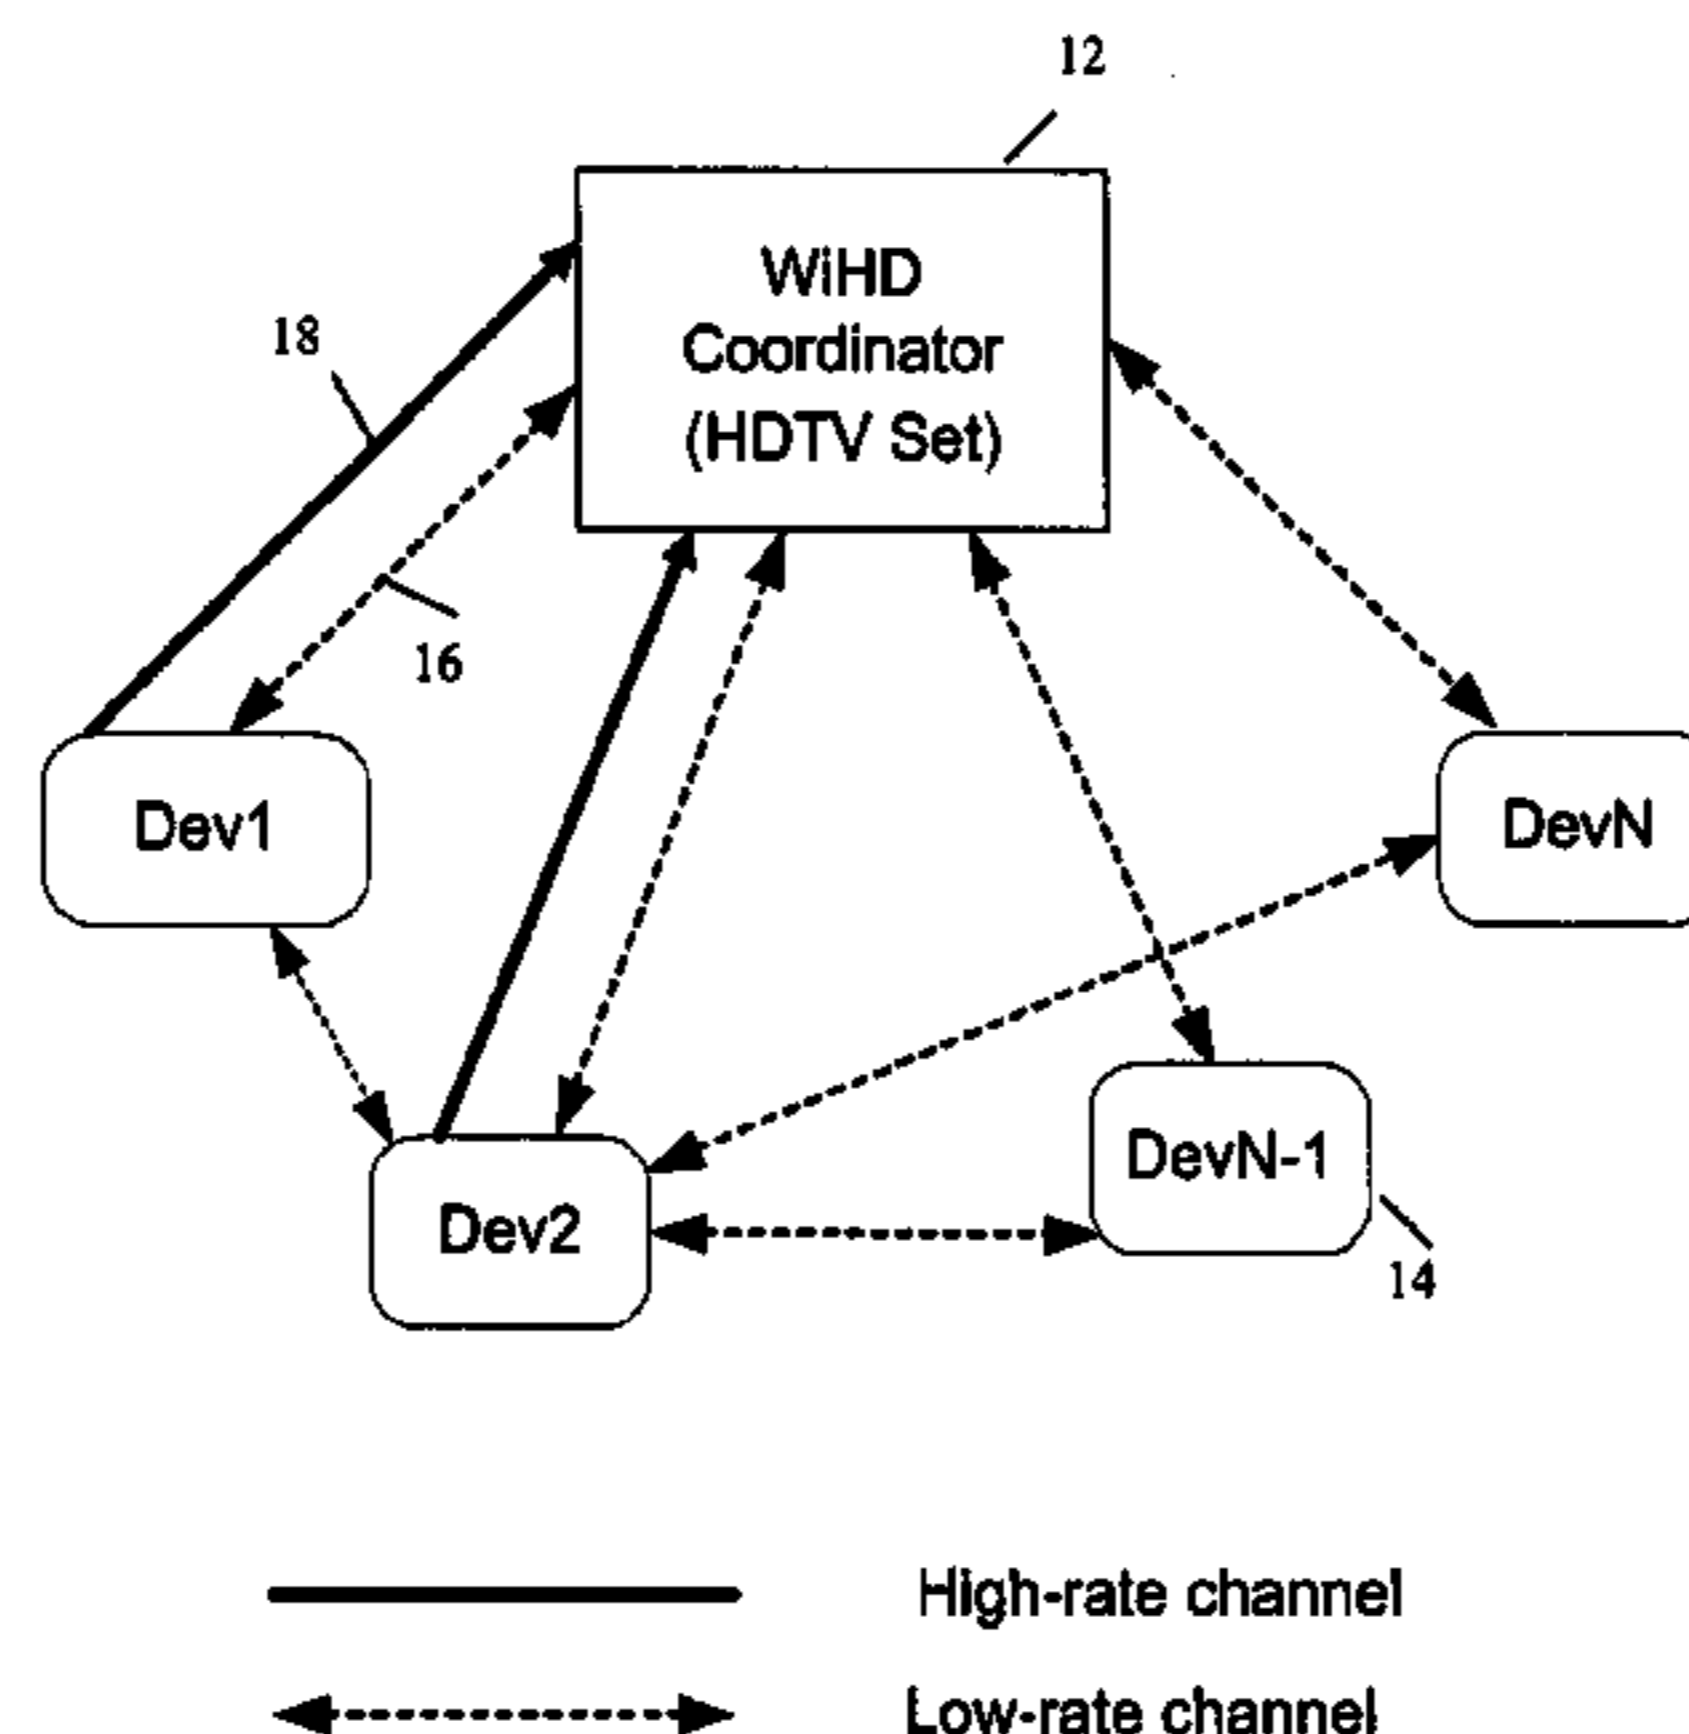 12
WiHD
Coordinator
(HDTV Set)
18
16
Dev1
DevN
DevN-1
Dev2
14
High-rate channel
Low-rate channel